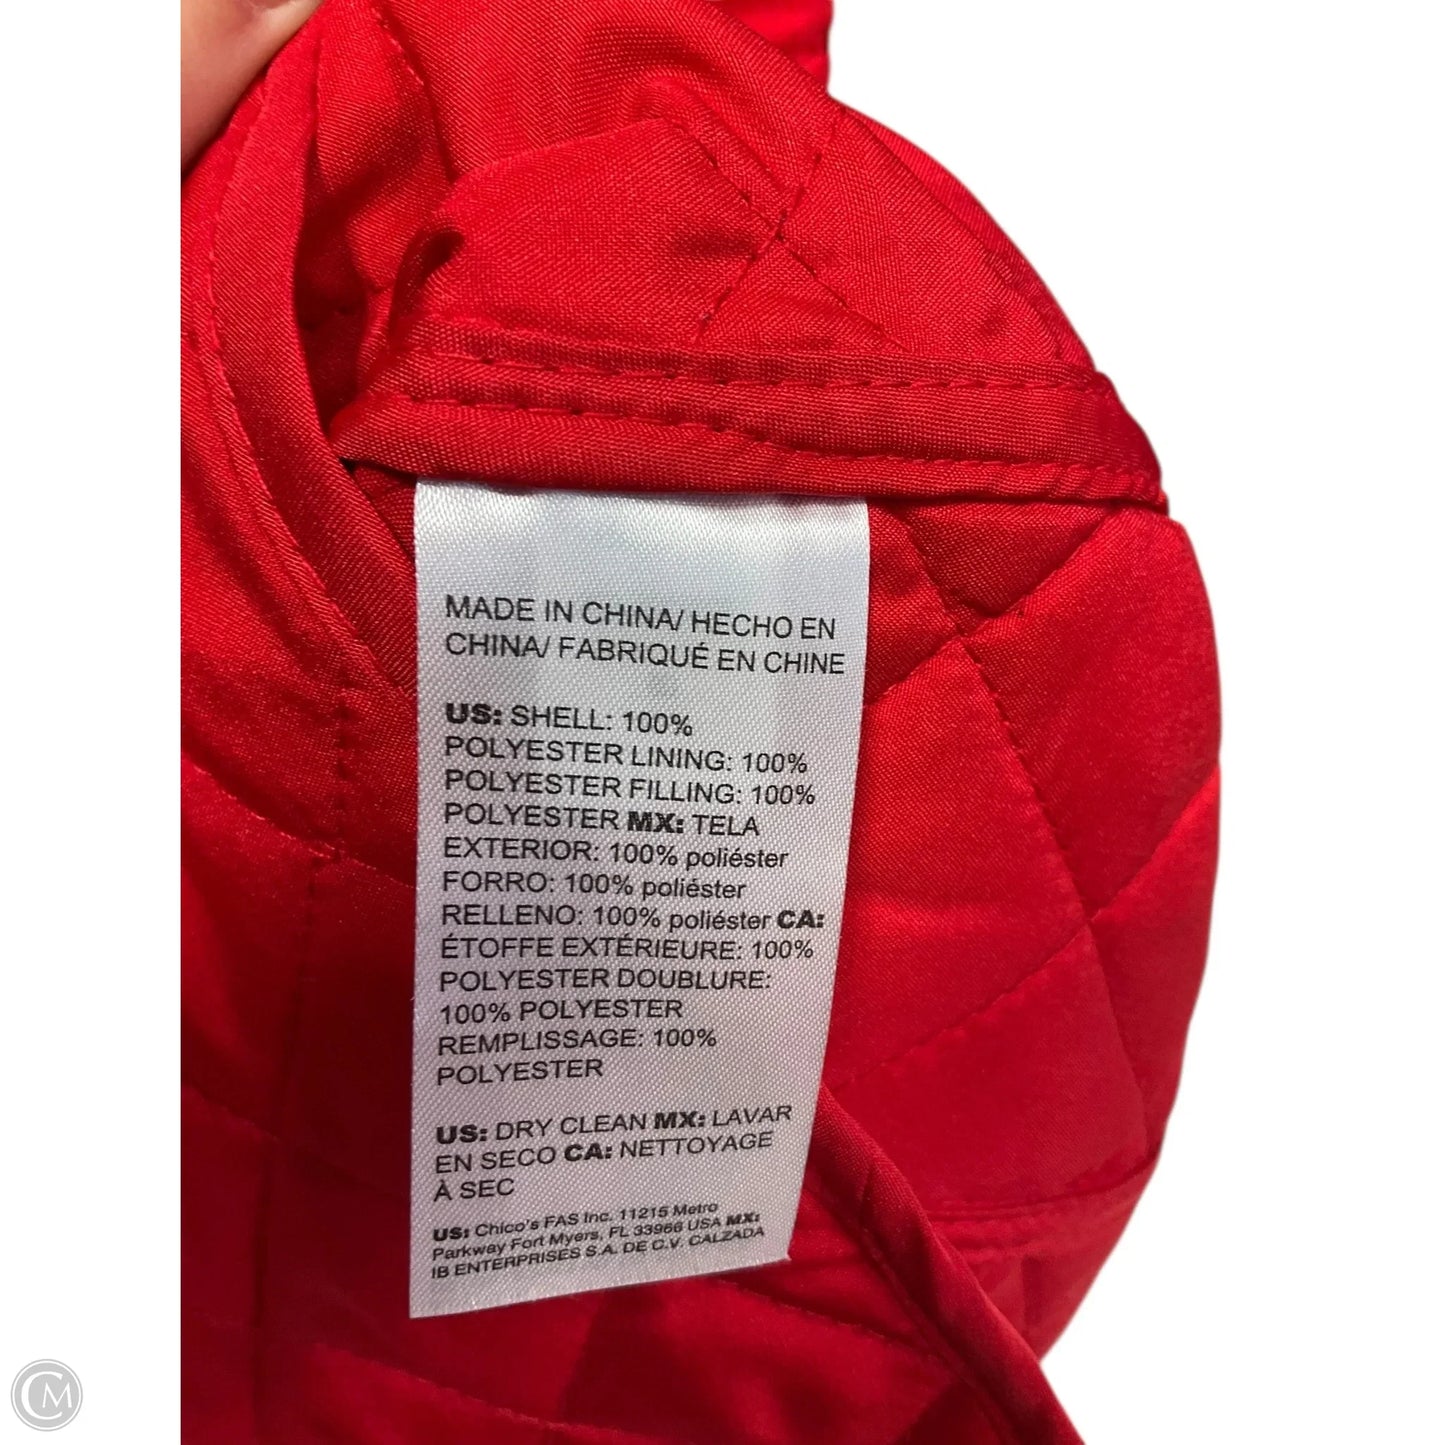 MADE IN CHINA/ HECHO EN
CHINA/ FABRIQUÉ EN CHINE
US: SHELL: 100%
POLYESTER LINING: 100%
POLYESTER FILLING: 100%
POLYESTER MX: TELA
EXTERIOR: 100% poliéster
FORRO: 100% poliéster
RELLENO: 100% poliéster CA:
ÉTOFFE EXTÉRIEURE: 100%
POLYESTER DOUBLURE:
100% POLYESTER
REMPLISSAGE: 100%
POLYESTER
US: DRY CLEAN MX: LAVAR
EN SECO CA: NETTOYAGE
À SEC
US: Chico's FAS Inc. 11215 Metro
Parkway Fort Myers, FL 33966 USA MX:
IB ENTERPRISES S.A. DE C.V. CALZADA
CM